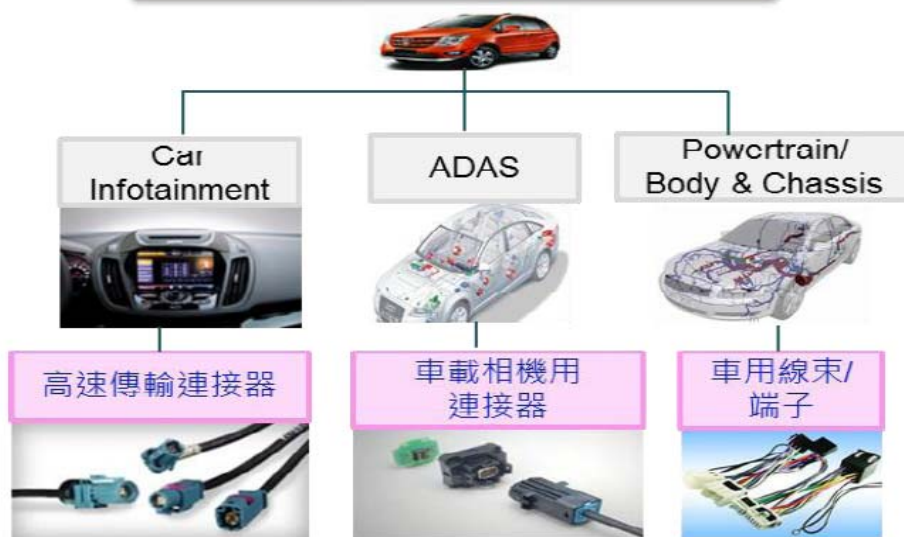 Car
Infotainment
ADAS
Powertrain/
Body & Chassis
高速傳輸連接器
車載相機用
連接器
車用線束/
端子